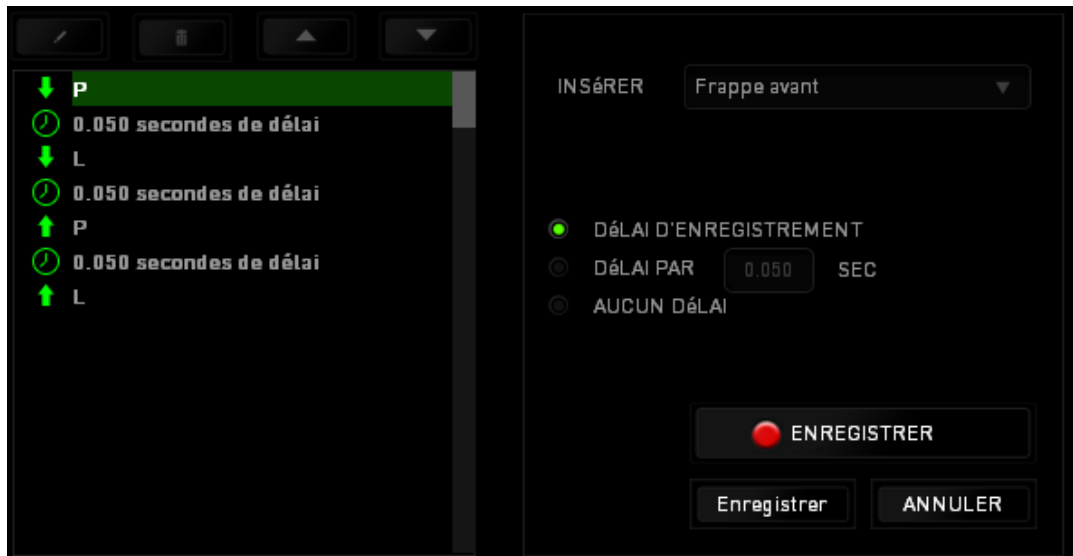 P
0.050 secondes de délai
L
0.050 secondes de délai
P
0.050 secondes de délai
L
INSéRER Frappe avant
DéLAI D'ENREGISTREMENT
DéLAI PAR 0.050 SEC
AUCUN DéLAI
ENREGISTRER
Enregistrer ANNULER